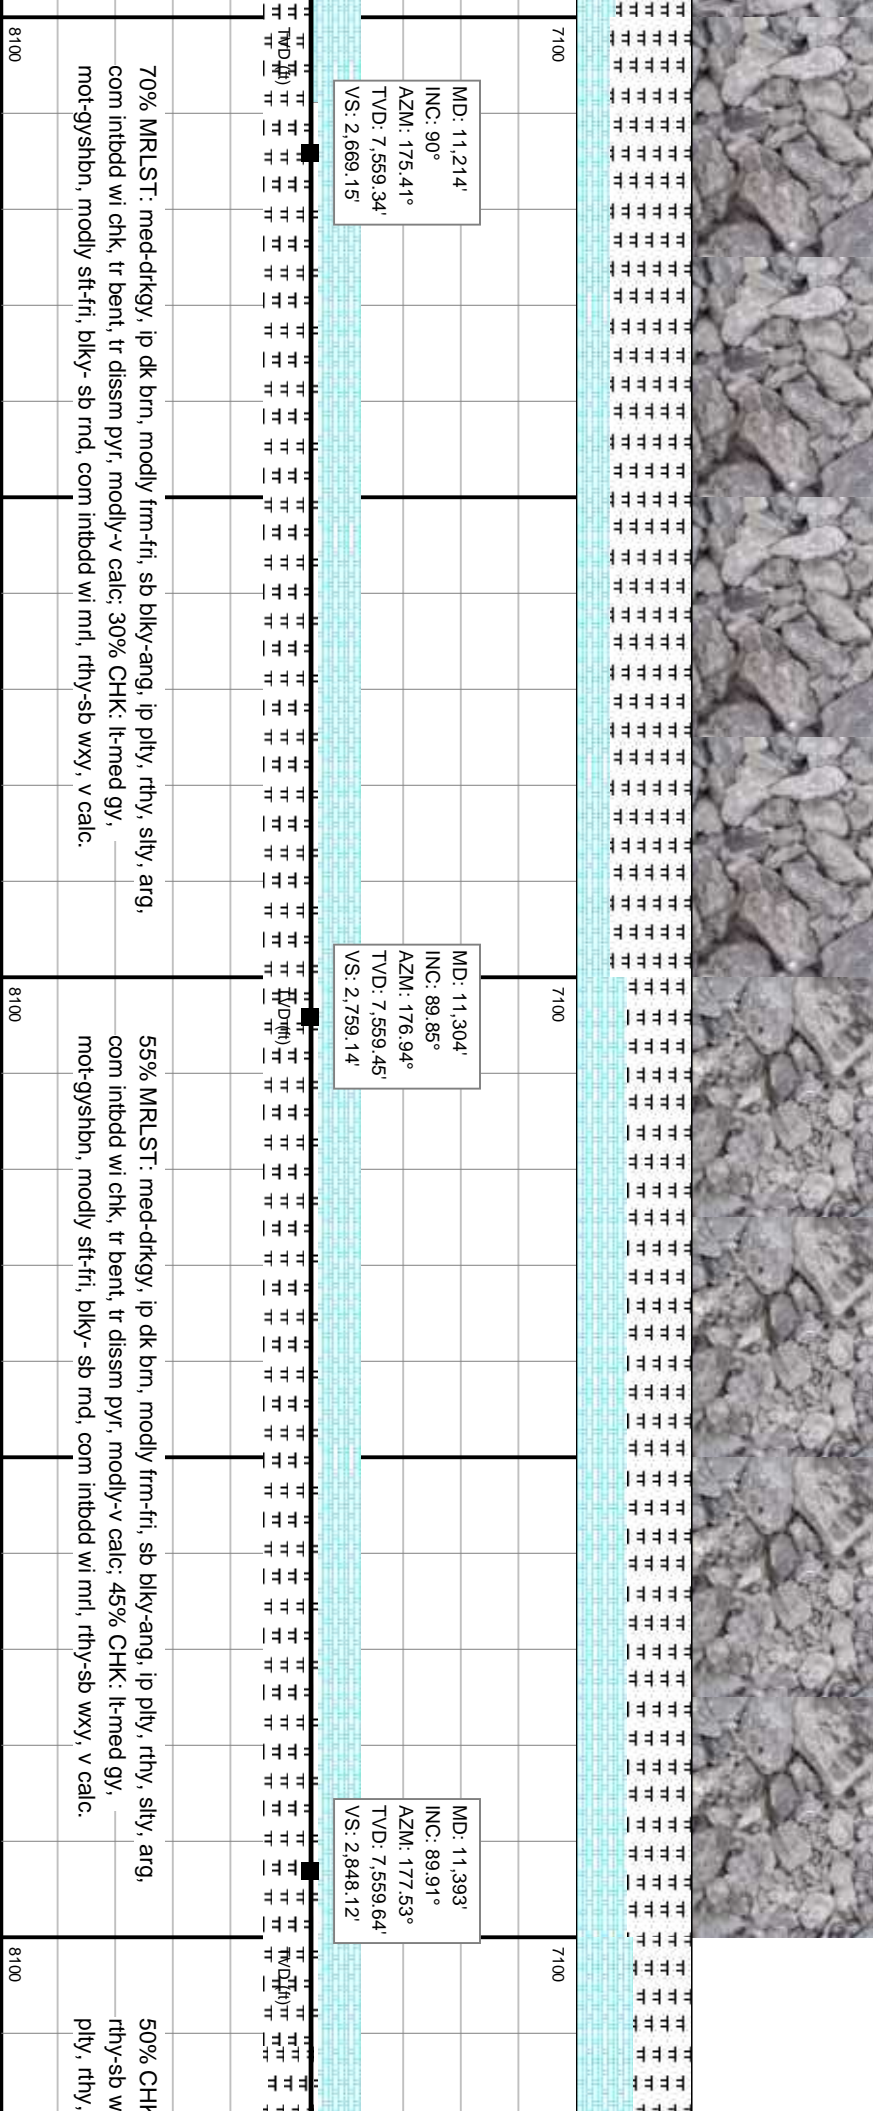 8100
TVD (ft)
7100
MD: 11,214'
INC: 90°
AZM: 175.41°
TVD: 7,559.34'
VS: 2,669.15'
70% MRLST: med-drkgy, ip dk brn, modly frm-fri, sb blky-ang, ip plty, rthy, slty, arg,
com intbdd wi chk, tr bent, tr dissm pyr, modly-v calc; 30% CHK: lt-med gy,
mot-gyshbn, modly sft-fri, blky- sb rnd, com intbdd wi mrl, rthy-sb wxy, v calc.
8100
TVD (ft)
7100
MD: 11,304'
INC: 89.85°
AZM: 176.94°
TVD: 7,559.45'
VS: 2,759.14'
55% MRLST: med-drkgy, ip dk brn, modly frm-fri, sb blky-ang, ip plty, rthy, slty, arg,
com intbdd wi chk, tr bent, tr dissm pyr, modly-v calc; 45% CHK: lt-med gy,
mot-gyshbn, modly sft-fri, blky- sb rnd, com intbdd wi mrl, rthy-sb wxy, v calc.
MD: 11,393'
INC: 89.91°
AZM: 177.53°
TVD: 7,559.64'
VS: 2,848.12'
8100
TVD (ft)
7100
50% CHK
rthy-sb w
plty, rthy,